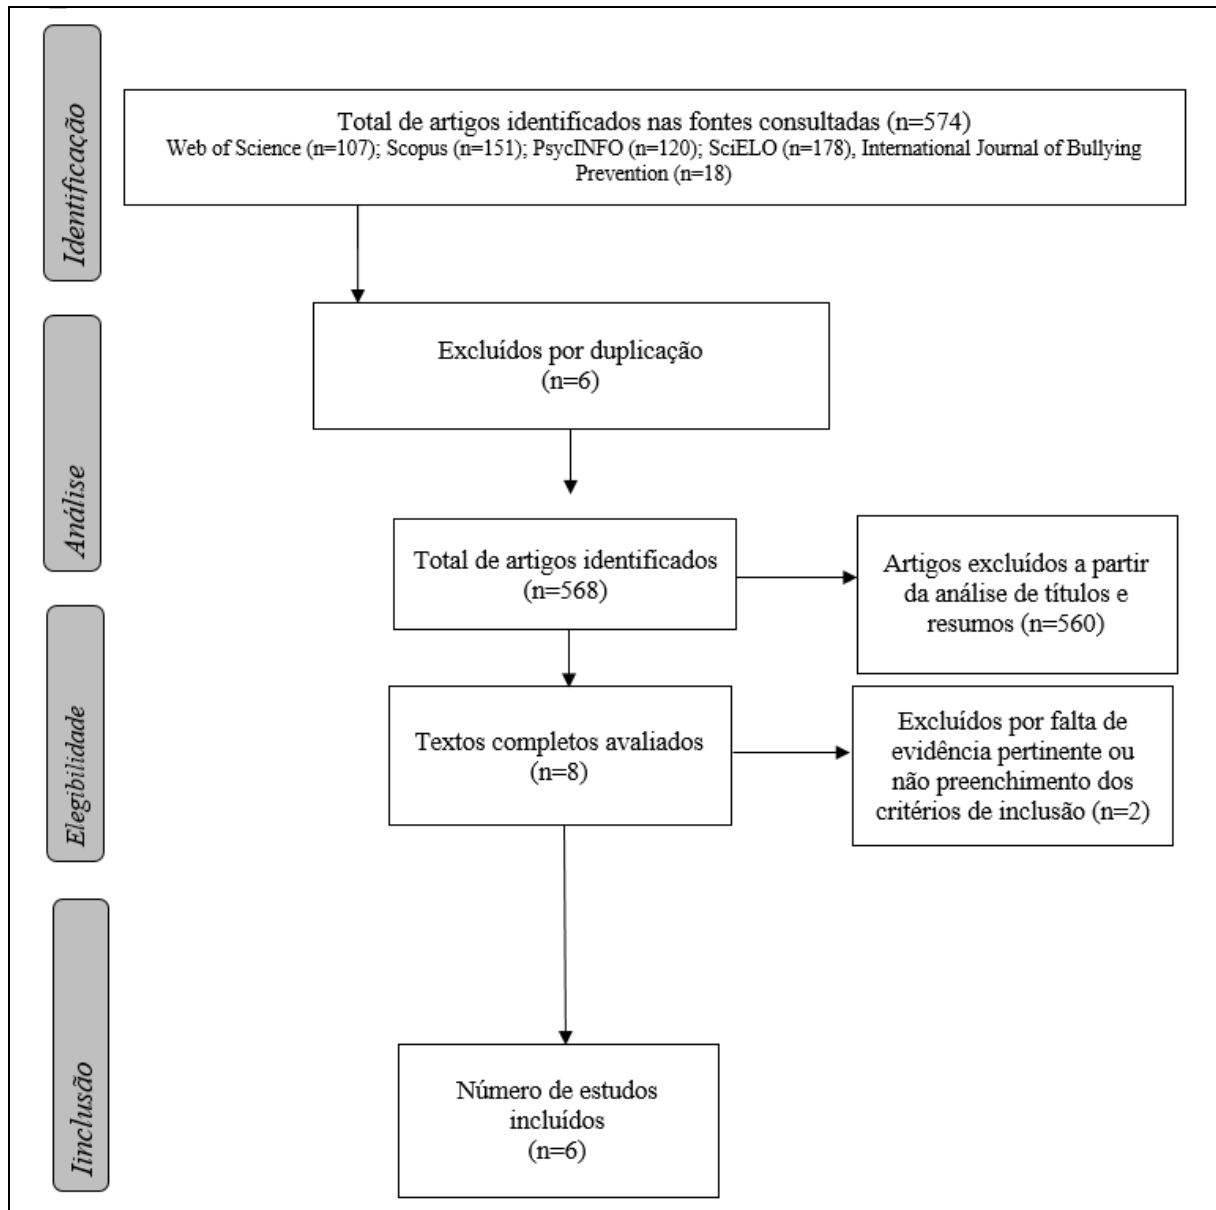 Identificação
Total de artigos identificados nas fontes consultadas (n=574)
Web of Science (n=107); Scopus (n=151); PsycINFO (n=120); SciELO (n=178), International Journal of Bullying
Prevention (n=18)
Análise
Excluídos por duplicação
(n=6)
Total de artigos identificados
(n=568)
Artigos excluídos a partir
da análise de títulos e
resumos (n=560)
Elegibilidade
Textos completos avaliados
(n=8)
Excluídos por falta de
evidência pertinente ou
não preenchimento dos
critérios de inclusão (n=2)
Iinclusão
Número de estudos
incluídos
(n=6)